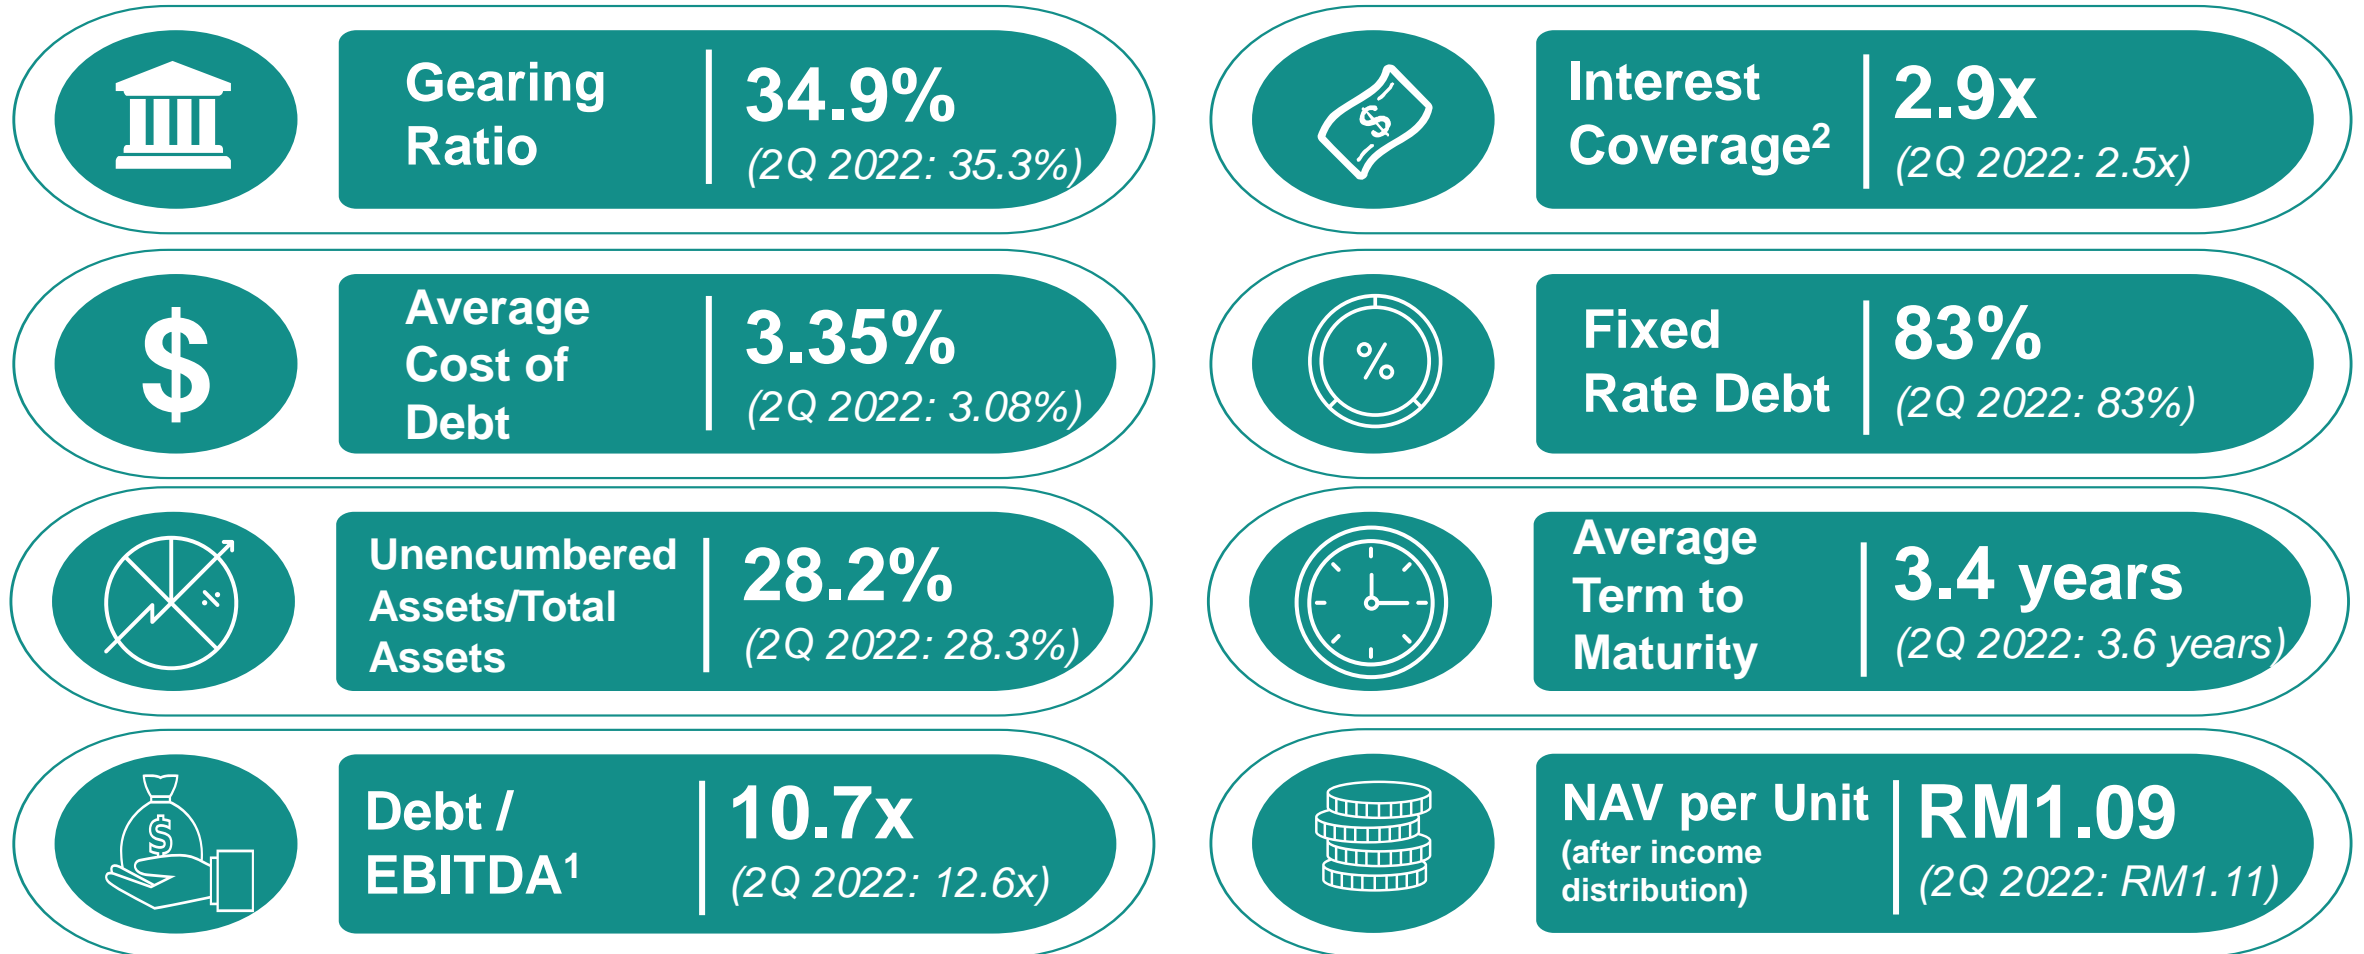 Gearing
Ratio
34.9%
(2Q 2022: 35.3%)
Interest
Coverage²
2.9x
(2Q 2022: 2.5x)
$
Average
Cost of
Debt
3.35%
(2Q 2022: 3.08%)
%
Fixed
Rate Debt
83%
(2Q 2022: 83%)
Unencumbered
Assets/Total
Assets
28.2%
(2Q 2022: 28.3%)
Average
Term to
Maturity
3.4 years
(2Q 2022: 3.6 years)
$
Debt /
EBITDA¹
10.7x
(2Q 2022: 12.6x)
NAV per Unit
(after income
distribution)
RM1.09
(2Q 2022: RM1.11)